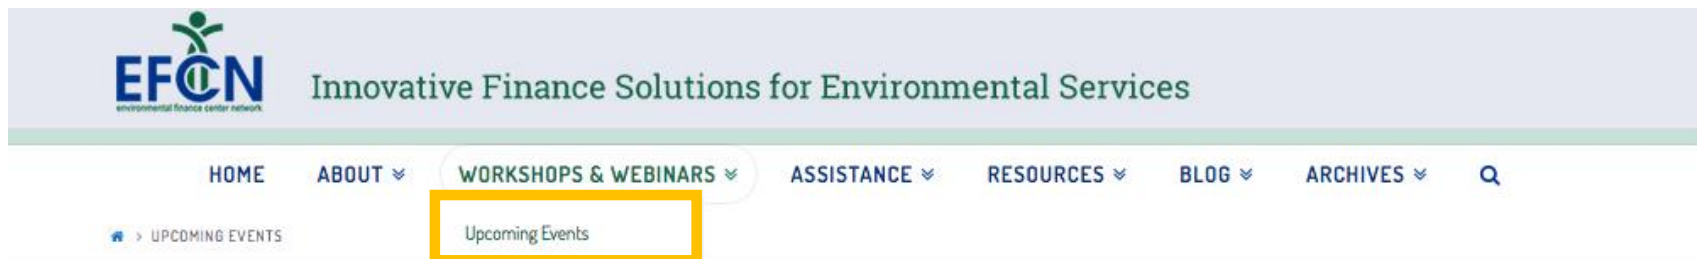 EFCN
environmental finance center network
Innovative Finance Solutions for Environmental Services
HOME ABOUT WORKSHOPS & WEBINARS ASSISTANCE RESOURCES BLOG ARCHIVES
> UPCOMING EVENTS
Upcoming Events